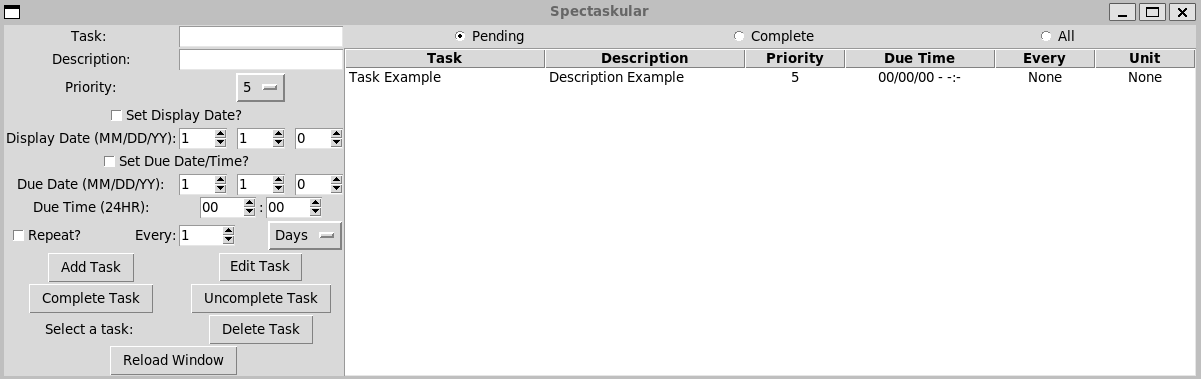 Spectaskular
Task:
Description:
Priority: 5
Set Display Date?
Display Date (MM/DD/YY): 1 1 0
Set Due Date/Time?
Due Date (MM/DD/YY): 1 1 0
Due Time (24HR): 00 : 00
Repeat? Every: 1 Days
Add Task Edit Task
Complete Task Uncomplete Task
Select a task: Delete Task
Reload Window
Pending Complete All
Task Description Priority Due Time Every Unit
Task Example Description Example 5 00/00/00 - -:- None None